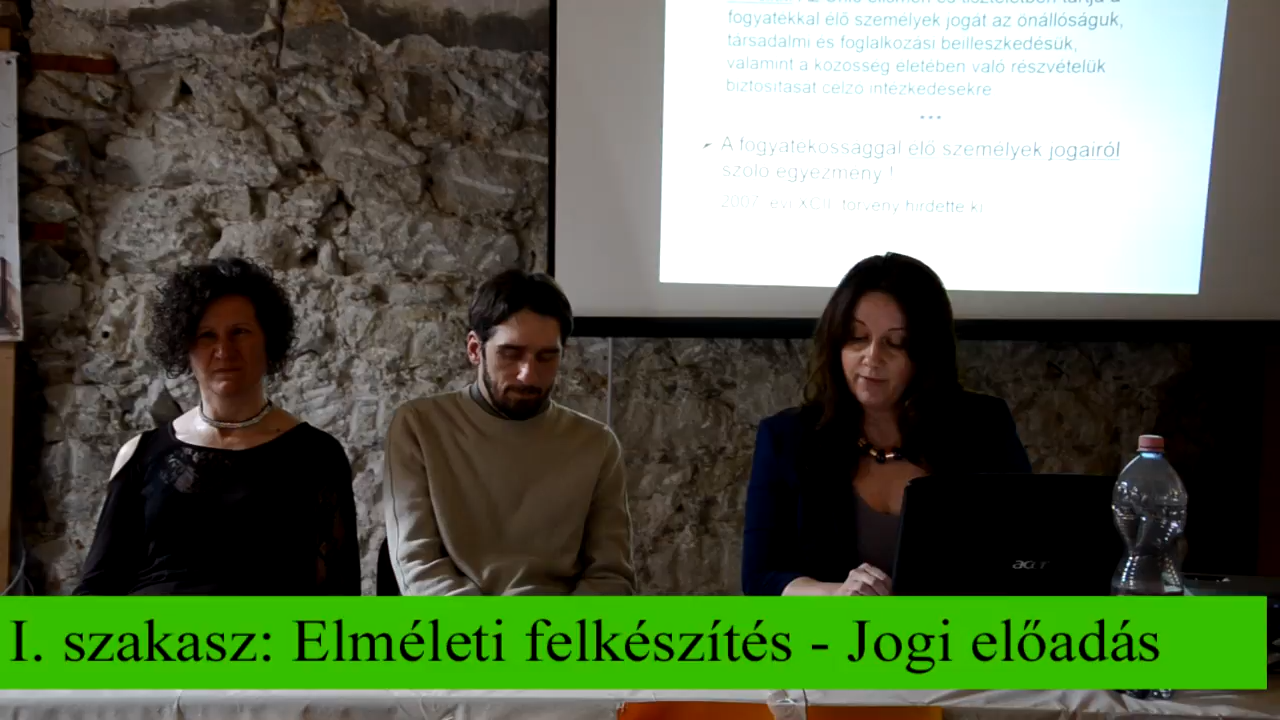 fogyatékkal élő személyek jogát az önállóságuk,
társadalmi és foglalkozási beilleszkedésük,
valamint a közösség életében való részvételük
biztosítását célzó intézkedésekre
...
A fogyatékossággal élő személyek jogairól
szóló egyezmény !
2007. évi XCII. törvény hirdette ki
acer
I. szakasz: Elméleti felkészítés - Jogi előadás